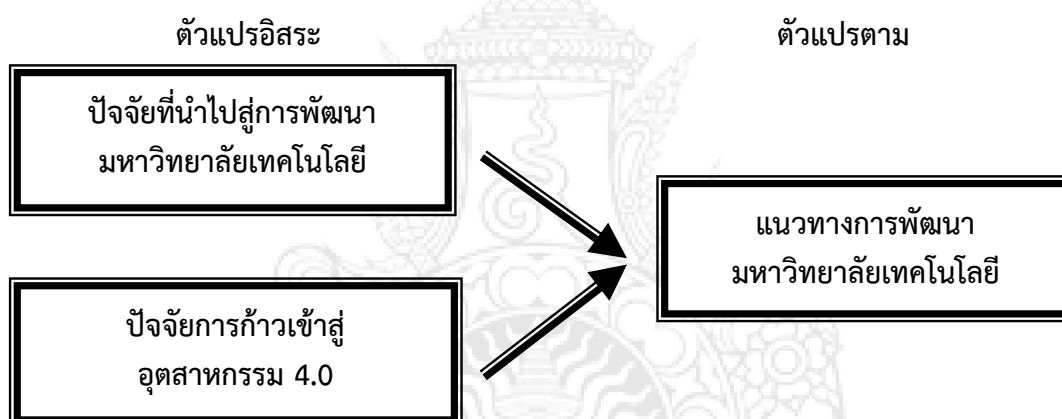 ตัวแปรอิสระ
ตัวแปรตาม
ปัจจัยที่นำไปสู่การพัฒนา
มหาวิทยาลัยเทคโนโลยี
แนวทางการพัฒนา
มหาวิทยาลัยเทคโนโลยี
ปัจจัยการก้าวเข้าสู่
อุตสาหกรรม 4.0